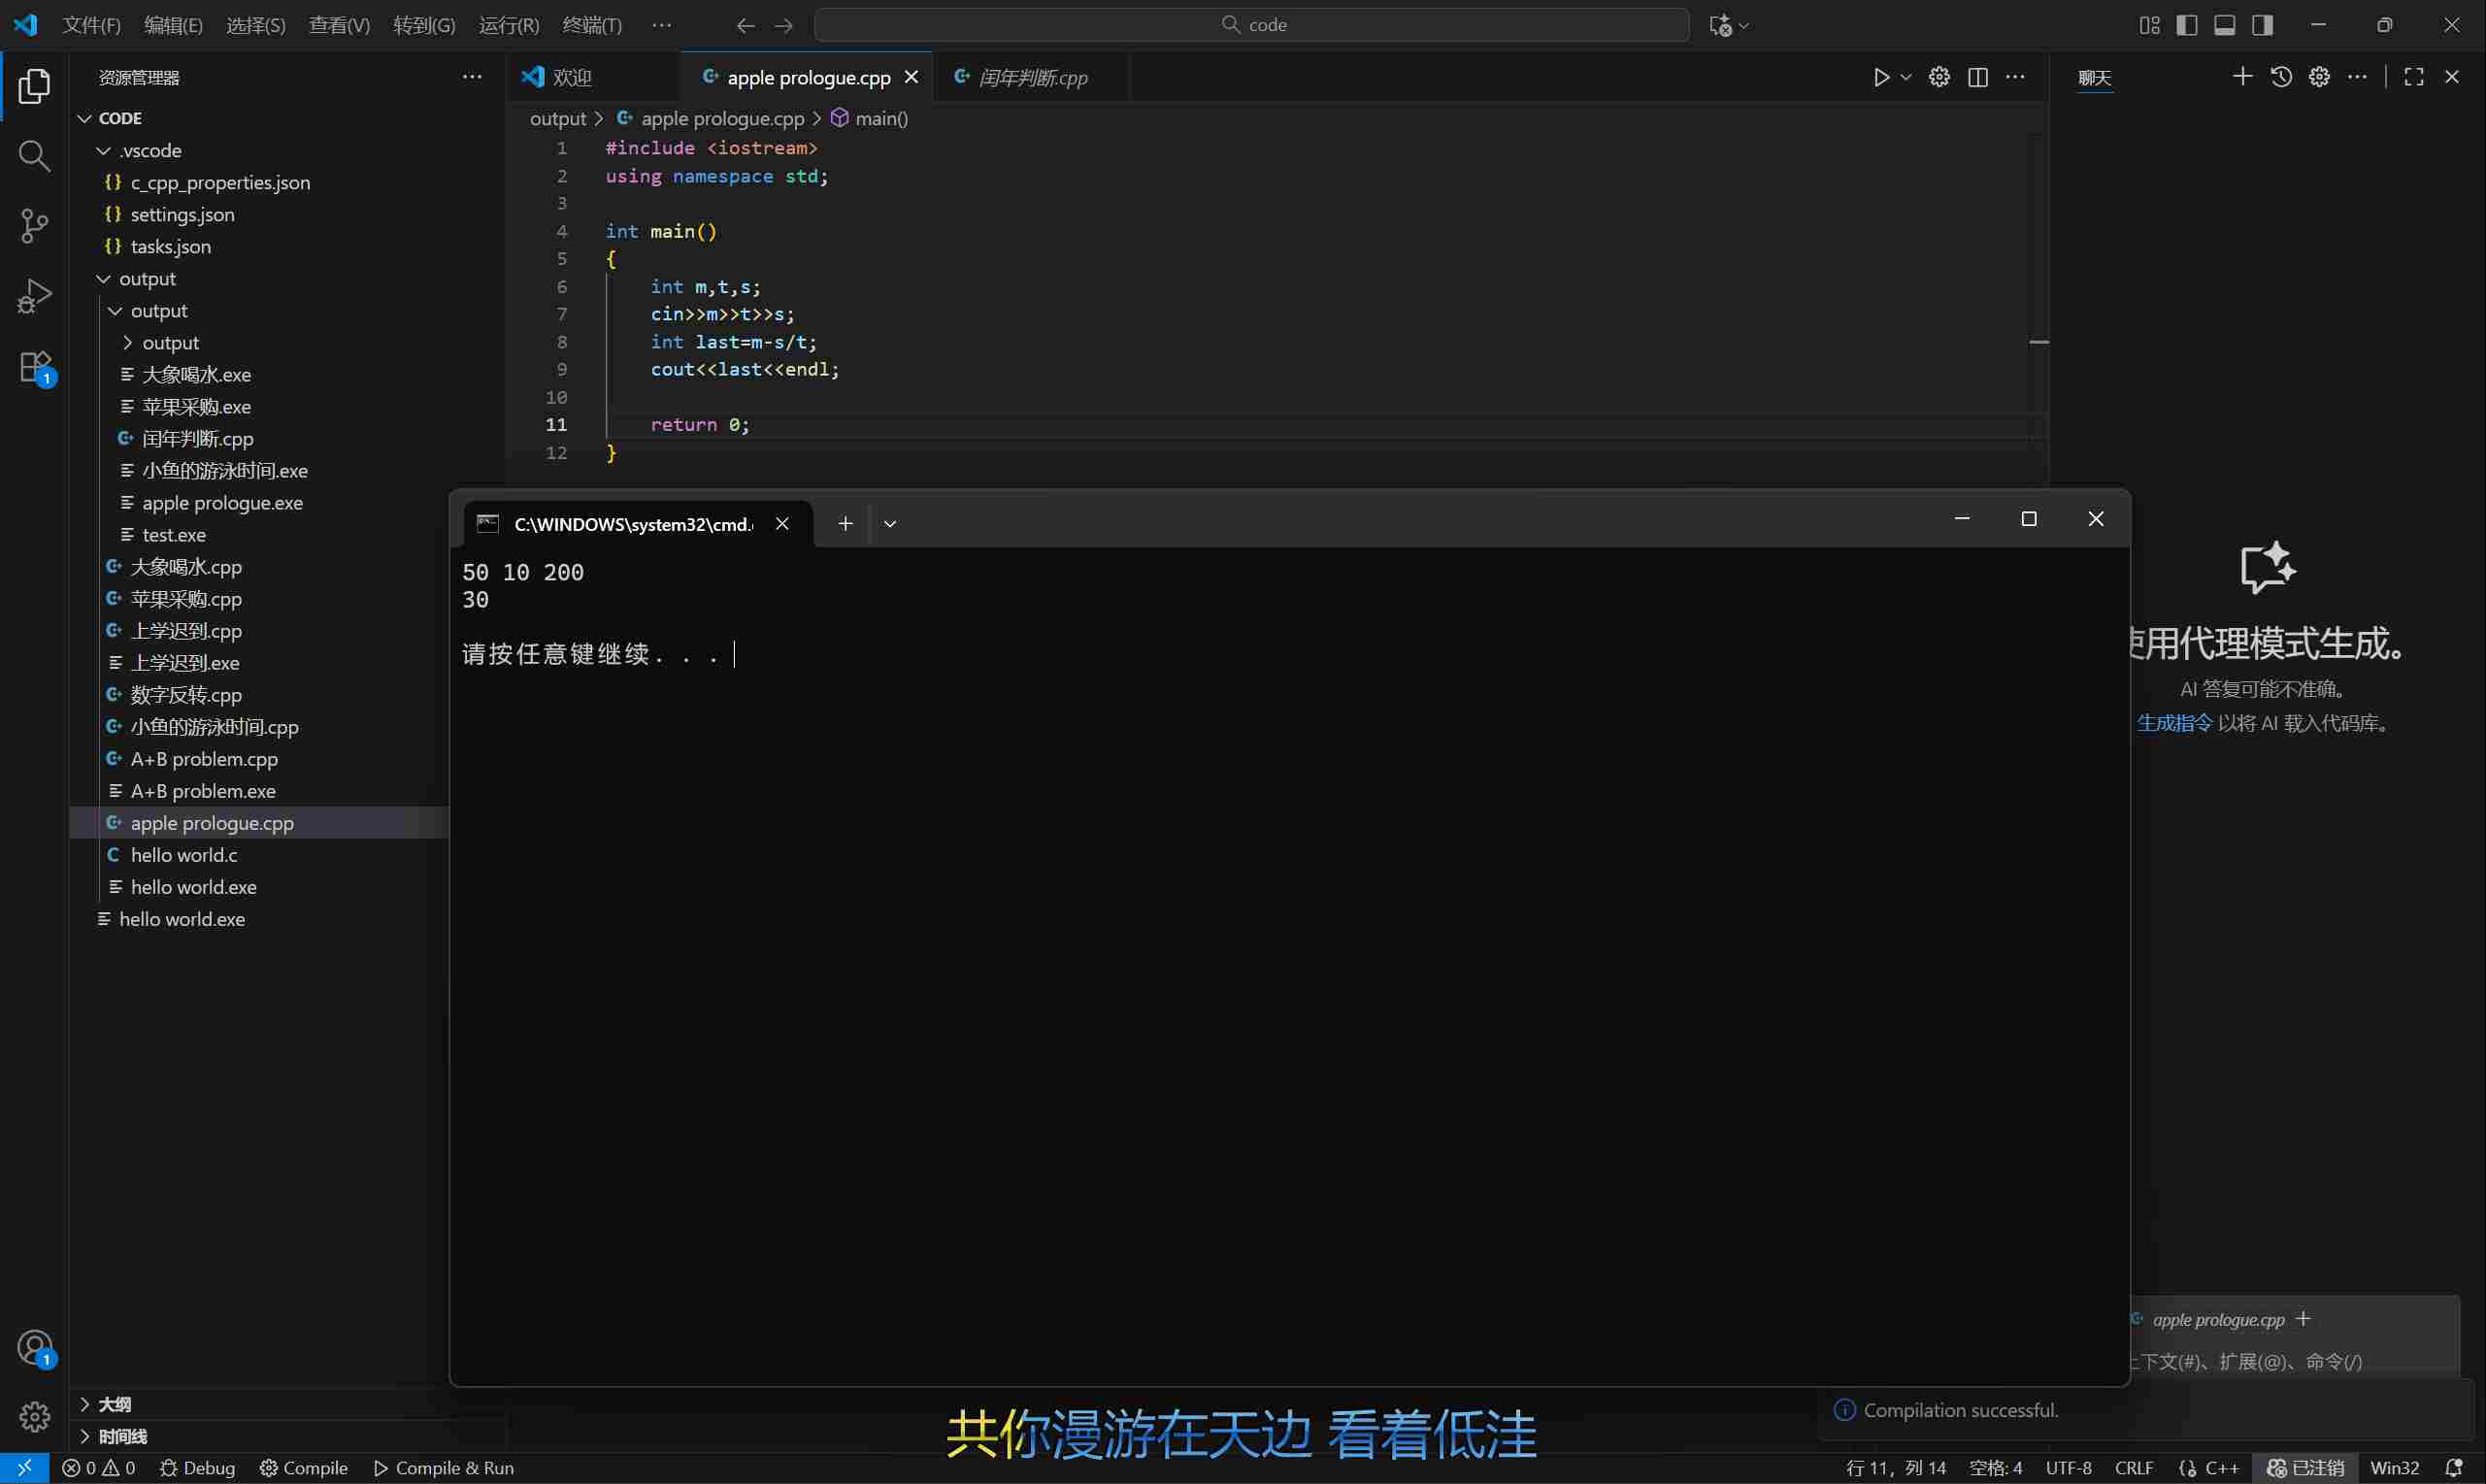 文件(F) 编辑(E) 选择(S) 查看(V) 转到(G) 运行(R) 终端(T) ··· code
资源管理器 ···
CODE
.vscode
{} c_cpp_properties.json
{} settings.json
{} tasks.json
output
output
output
大象喝水.exe
苹果采购.exe
闰年判断.cpp
小鱼的游泳时间.exe
apple prologue.exe
test.exe
大象喝水.cpp
苹果采购.cpp
上学迟到.cpp
上学迟到.exe
数字反转.cpp
小鱼的游泳时间.cpp
A+B problem.cpp
A+B problem.exe
apple prologue.cpp
C hello world.c
hello world.exe
hello world.exe
大纲
时间线
欢迎 apple prologue.cpp 闰年判断.cpp
output > apple prologue.cpp > main()
1 #include <iostream>
2 using namespace std;
3
4 int main()
5 {
6 int m,t,s;
7 cin>>m>>t>>s;
8 int last=m-s/t;
9 cout<<last<<endl;
10
11 return 0;
12 }
C:\WINDOWS\system32\cmd.
50 10 200
30
请按任意键继续. . .
聊天
使用代理模式生成。
AI 答复可能不准确。
生成指令 以将 AI 载入代码库。
apple prologue.cpp +
上下文(#)、扩展(@)、命令(/)
Compilation successful.
共你漫游在天边 看着低洼
0 0 Debug Compile Compile & Run 行 11，列 14 空格: 4 UTF-8 CRLF {} C++ 已注销 Win32